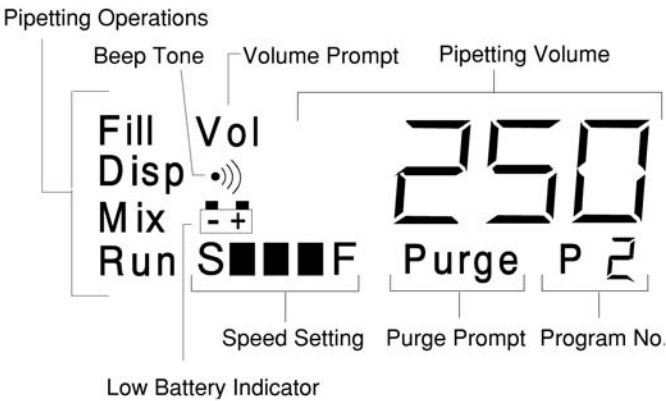 Pipetting Operations
Beep Tone Volume Prompt Pipetting Volume
Fill Vol 250
Disp
Mix - +
Run S F Purge P 2
Speed Setting Purge Prompt Program No.
Low Battery Indicator